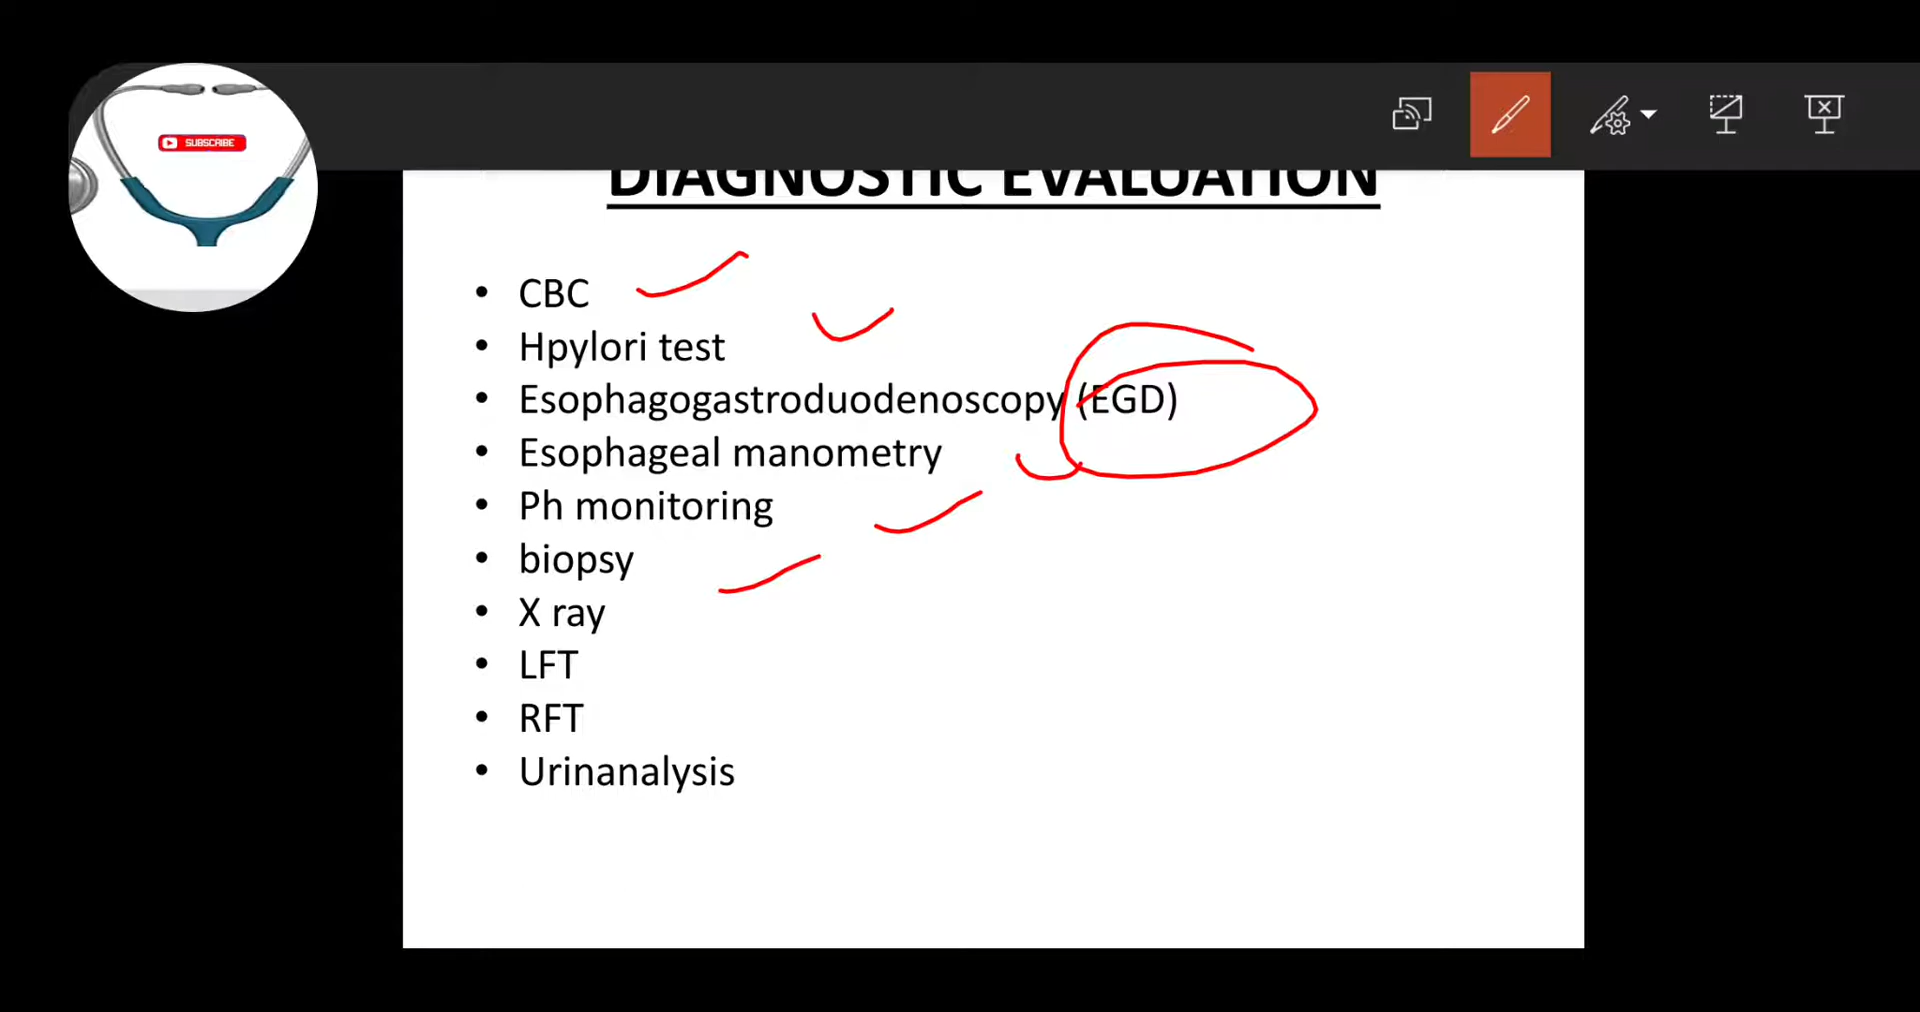 SUBSCRIBE
DIAGNOSTIC EVALUATION
• CBC
• Hpylori test
• Esophagogastroduodenoscopy (EGD)
• Esophageal manometry
• Ph monitoring
• biopsy
• X ray
• LFT
• RFT
• Urinanalysis